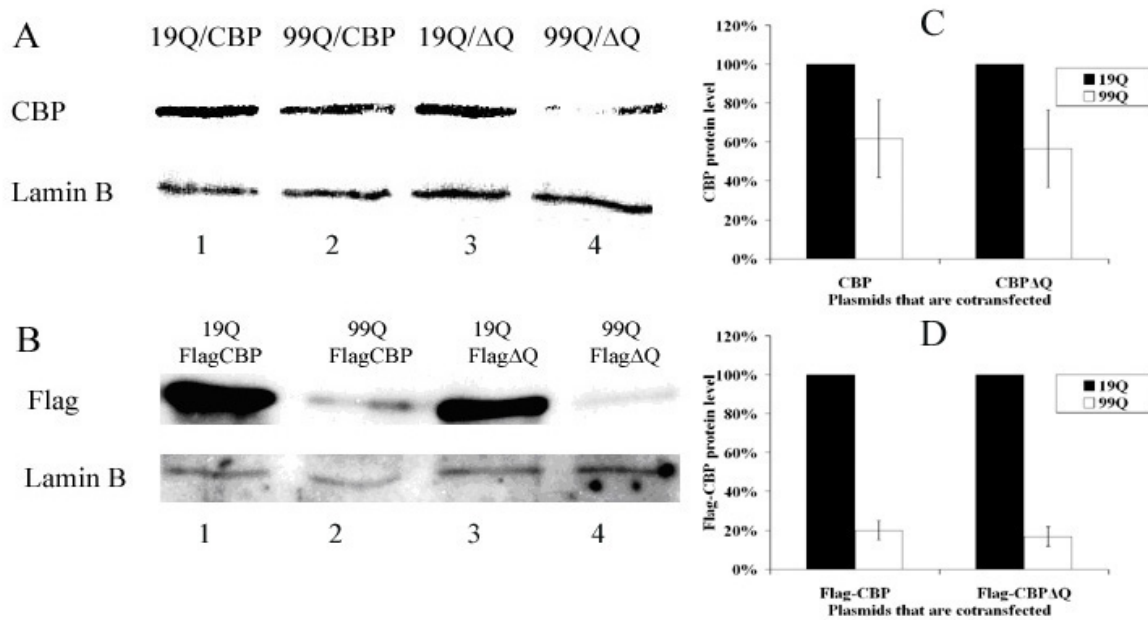 A
19Q/CBP 99Q/CBP 19Q/ΔQ 99Q/ΔQ
CBP
Lamin B
1 2 3 4
B
19Q 99Q 19Q 99Q
FlagCBP FlagCBP FlagΔQ FlagΔQ
Flag
Lamin B
1 2 3 4
C
120%
100%
80%
60%
40%
20%
0%
CBP protein level
19Q
99Q
CBP CBPΔQ
Plasmids that are cotransfected
D
120%
100%
80%
60%
40%
20%
0%
Flag-CBP protein level
19Q
99Q
Flag-CBP Flag-CBPΔQ
Plasmids that are cotransfected